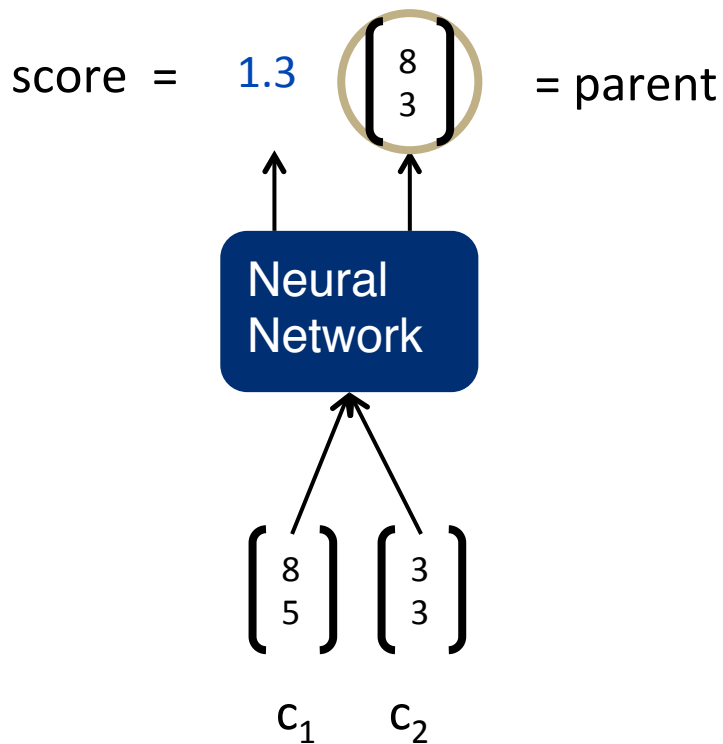 score = 1.3 [8 3] = parent
Neural
Network
[8 5] [3 3]
c₁ c₂